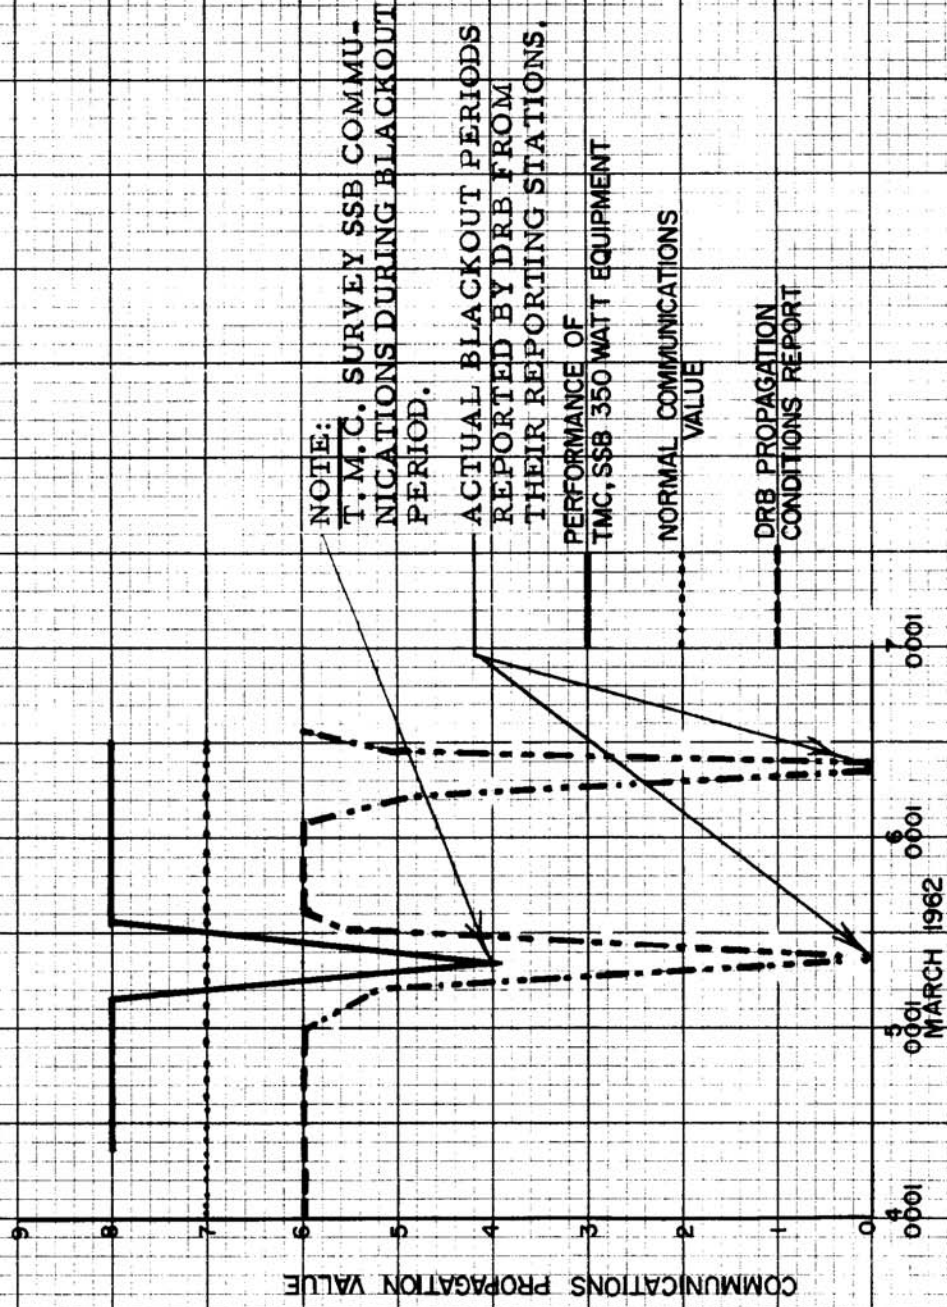 NOTE:
T.M.C. SURVEY SSB COMMU-
NICATIONS DURING BLACKOUT
PERIOD.
ACTUAL BLACKOUT PERIODS
REPORTED BY DRB FROM
THEIR REPORTING STATIONS.
PERFORMANCE OF
TMC, SSB 350 WATT EQUIPMENT
NORMAL COMMUNICATIONS
VALUE
DRB PROPAGATION
CONDITIONS REPORT
COMMUNICATIONS PROPAGATION VALUE
9
8
7
6
5
4
3
2
1
0
4 5 6 7
0001 0001 0001 0001
MARCH 1962